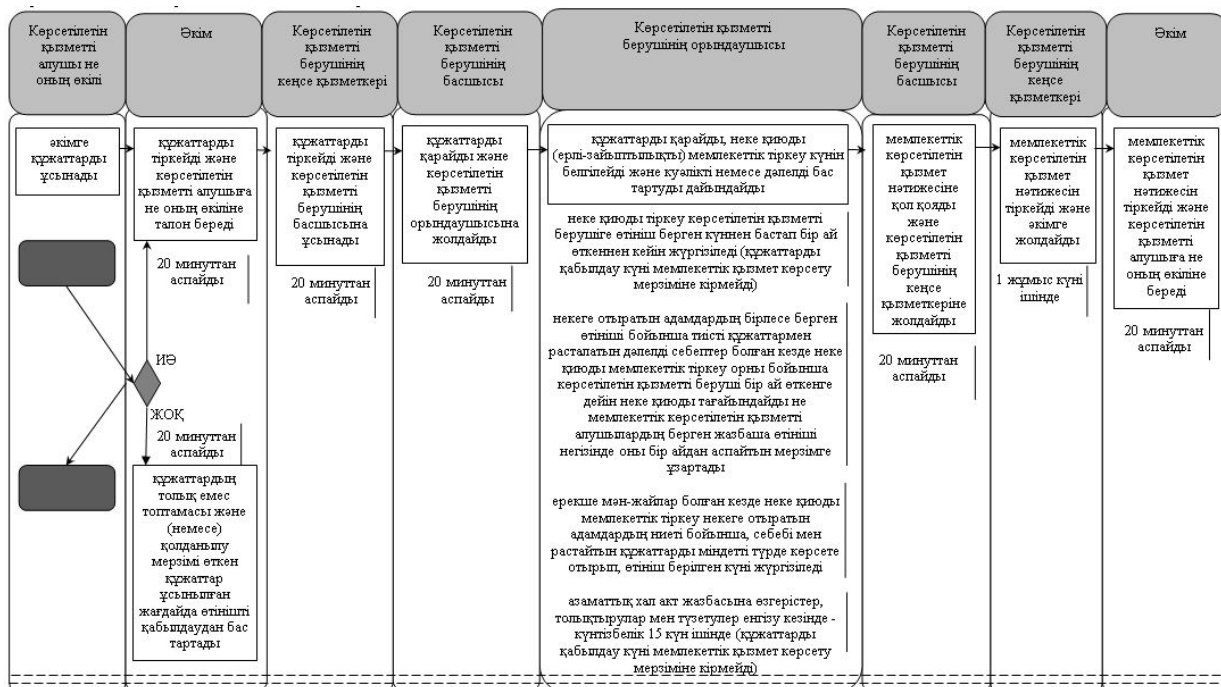 Көрсетілетін
қызметті
алушы не
оның өкілі
Әкім
Көрсетілетін
қызметті
берушінің
кеңсе қызметкері
Көрсетілетін
қызметті
берушінің
басшысы
Көрсетілетін қызметті
берушінің орындаушысы
Көрсетілетін
қызметті
берушінің
басшысы
Көрсетілетін
қызметті
берушінің
кеңсе
қызметкері
Әкім
әкімге
құжаттарды
ұсынады
құжаттарды
тіркейді және
көрсетілетін
қызметті алушыға
не оның өкіліне
талон береді
20 минуттан
аспайды
ИӘ
ЖОҚ
20 минуттан
аспайды
құжаттардың
толық емес
топтамасы және
(немесе)
қолданылу
мерзімі өткен
құжаттар
ұсынылған
жағдайда өтінішті
қабылдаудан бас
тартады
құжаттарды
тіркейді және
көрсетілетін
қызметті
берушінің
басшысына
ұсынады
20 минуттан
аспайды
құжаттарды
қарайды және
көрсетілетін
қызметті
берушінің
орындаушысына
жолдайды
20 минуттан
аспайды
құжаттарды қарайды, неке қиюды
(ерлі-зайыптылықты) мемлекеттік тіркеу күнін
белгілейді және куәлікті немесе дәлелді бас
тартуды дайындайды
неке қиюды тіркеу көрсетілетін қызметті
берушіге өтініш берген күннен бастап бір ай
өткеннен кейін жүргізіледі (құжаттарды
қабылдау күні мемлекеттік қызмет көрсету
мерзіміне кірмейді)
некеге отыратын адамдардың бірлесе берген
өтініші бойынша тиісті құжаттармен
расталатын дәлелді себептер болған кезде неке
қиюды мемлекеттік тіркеу орны бойынша
көрсетілетін қызметті беруші бір ай өткенге
дейін неке қиюды тағайындайды не
мемлекеттік көрсетілетін қызметті
алушылардың берген жазбаша өтініші
негізінде оны бір айдан аспайтын мерзімге
ұзартады
ерекше мән-жайлар болған кезде неке қиюды
мемлекеттік тіркеу некеге отыратын
адамдардың ниеті бойынша, себебі мен
растайтын құжаттарды міндетті түрде көрсете
отырып, өтініш берілген күні жүргізіледі
азаматтық хал акт жазбасына өзгерістер,
толықтырулар мен түзетулер енгізу кезінде -
күнтізбелік 15 күн ішінде (құжаттарды
қабылдау күні мемлекеттік қызмет көрсету
мерзіміне кірмейді)
мемлекеттік
көрсетілетін
қызмет
нәтижесіне
қол қояды
және
көрсетілетін
қызметті
берушінің
кеңсе
қызметкеріне
жолдайды
20 минуттан
аспайды
мемлекеттік
көрсетілетін
қызмет
нәтижесін
тіркейді және
әкімге
жолдайды
1 жұмыс күні
ішінде
мемлекеттік
көрсетілетін
қызмет
нәтижесін
тіркейді және
көрсетілетін
қызметті
алушыға не оның
өкіліне
береді
20 минуттан
аспайды